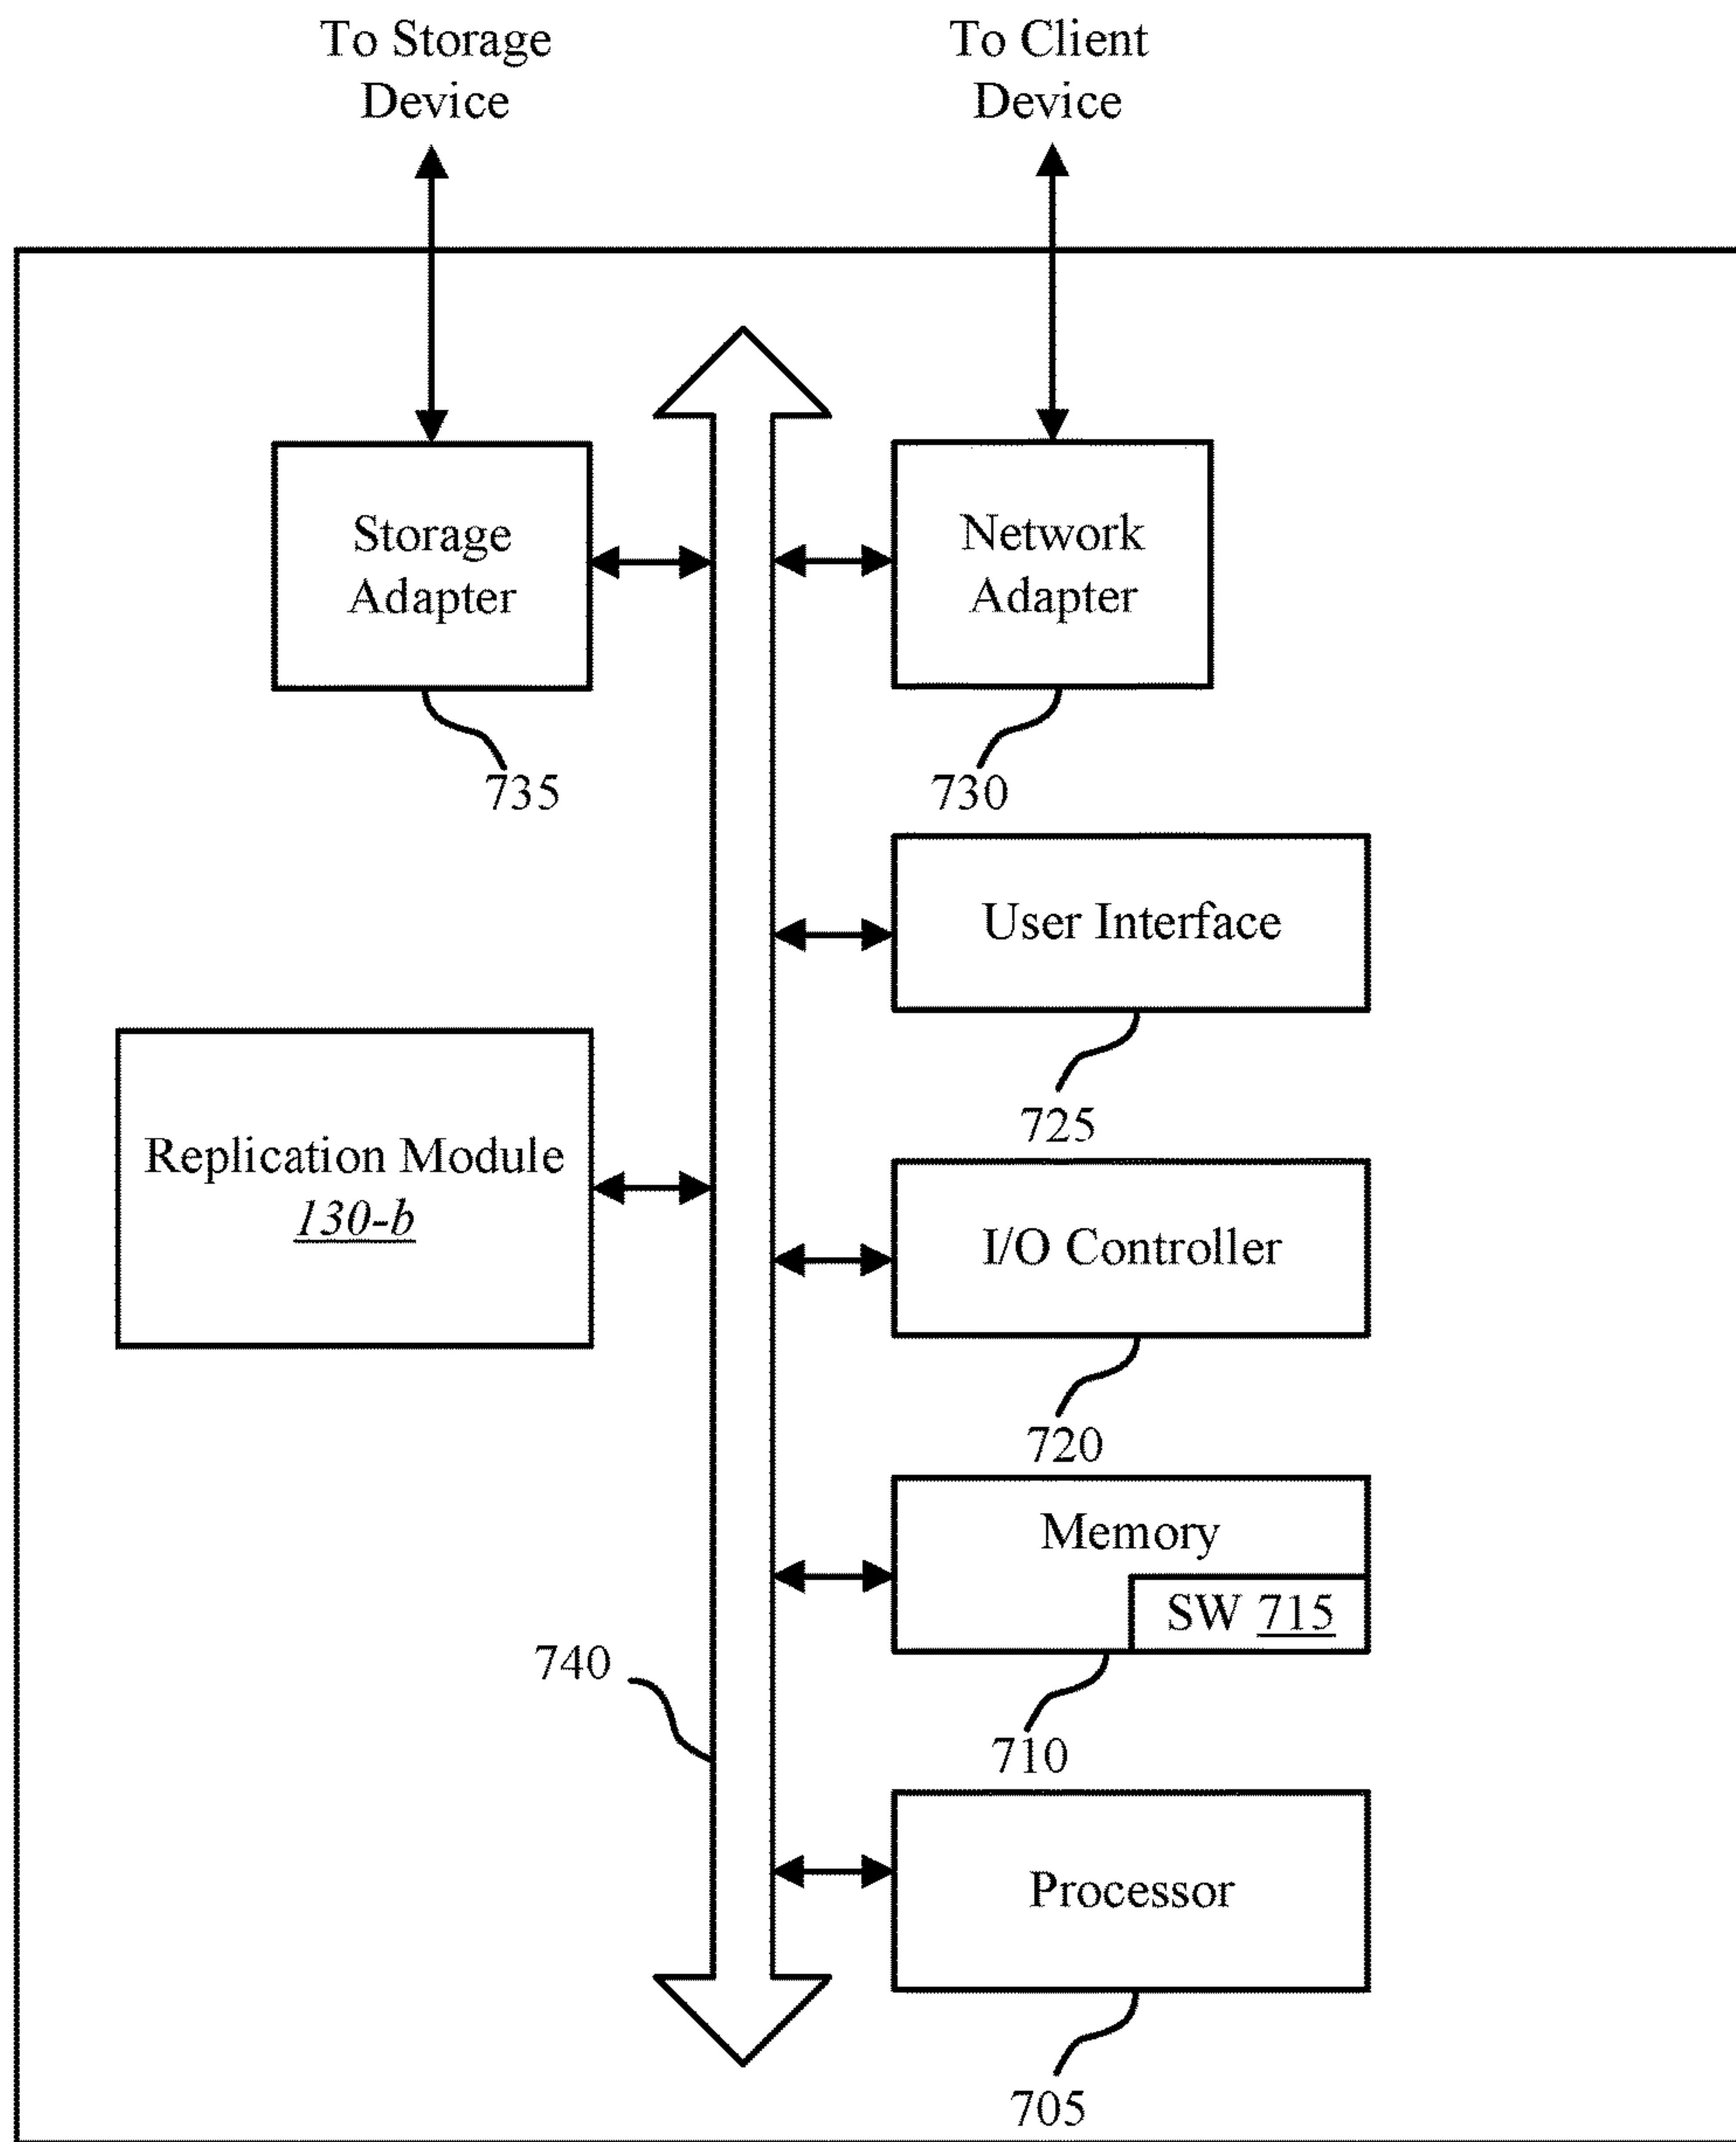 To Storage
Device
To Client
Device
Storage
Adapter
Network
Adapter
735
730
User Interface
725
Replication Module
130-b
I/O Controller
720
Memory
SW 715
740
710
Processor
705